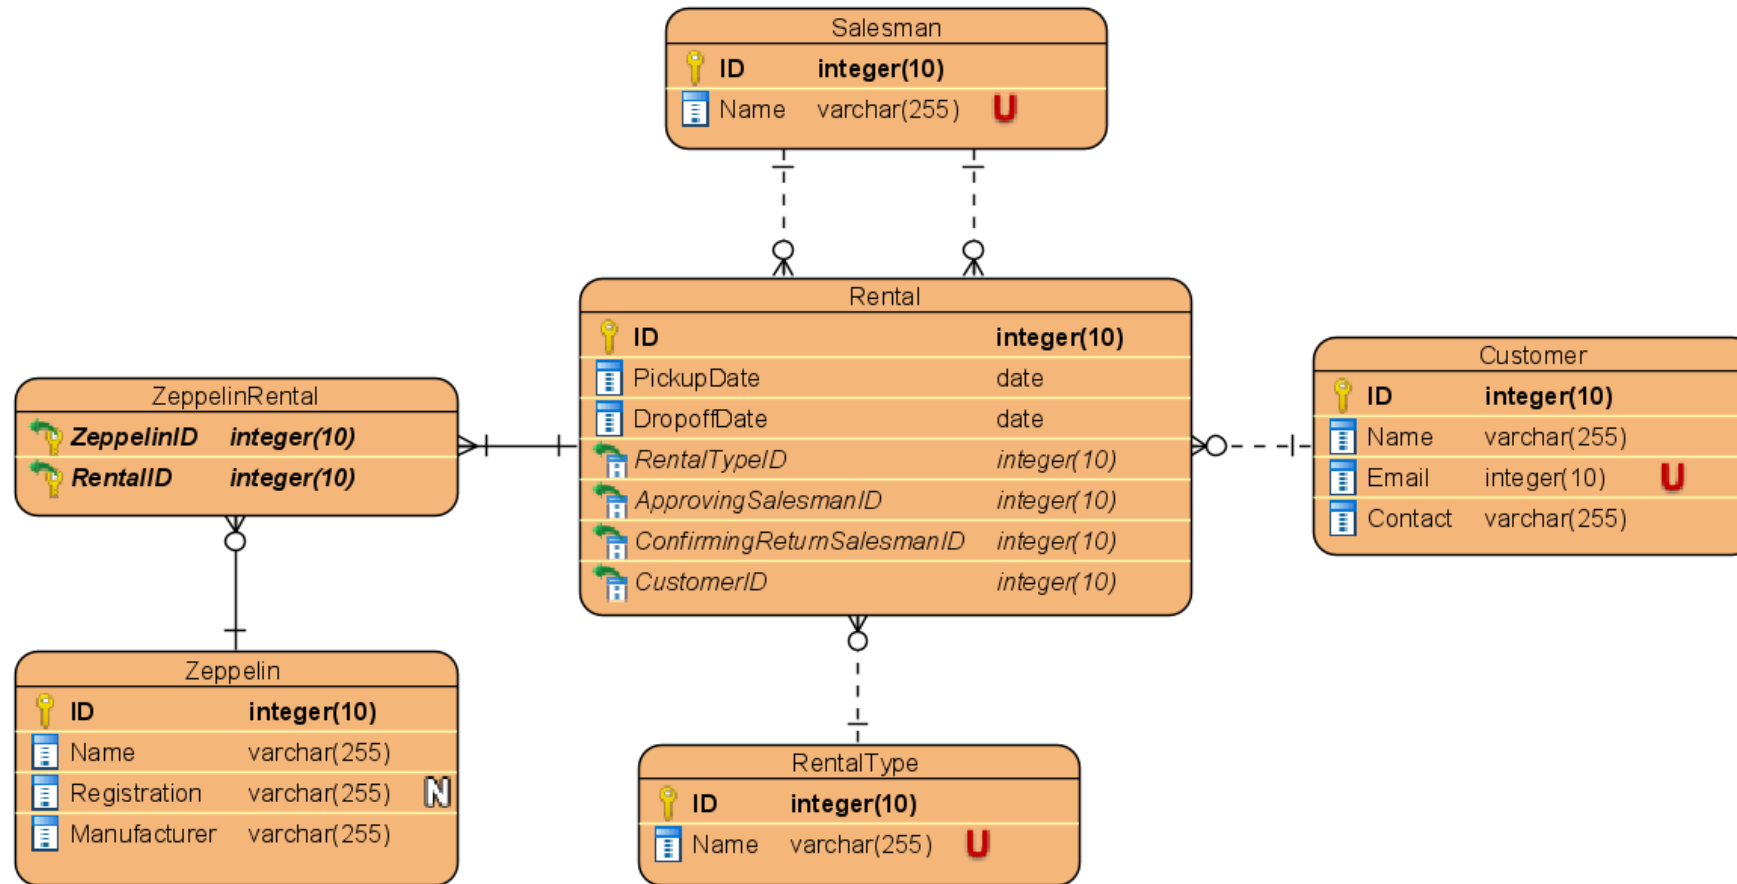 Salesman
ID integer(10)
Name varchar(255) U
Rental
ID integer(10)
PickupDate date
DropoffDate date
RentalTypeID integer(10)
ApprovingSalesmanID integer(10)
ConfirmingReturnSalesmanID integer(10)
CustomerID integer(10)
Customer
ID integer(10)
Name varchar(255)
Email integer(10) U
Contact varchar(255)
ZeppelinRental
ZeppelinID integer(10)
RentalID integer(10)
Zeppelin
ID integer(10)
Name varchar(255)
Registration varchar(255) N
Manufacturer varchar(255)
RentalType
ID integer(10)
Name varchar(255) U